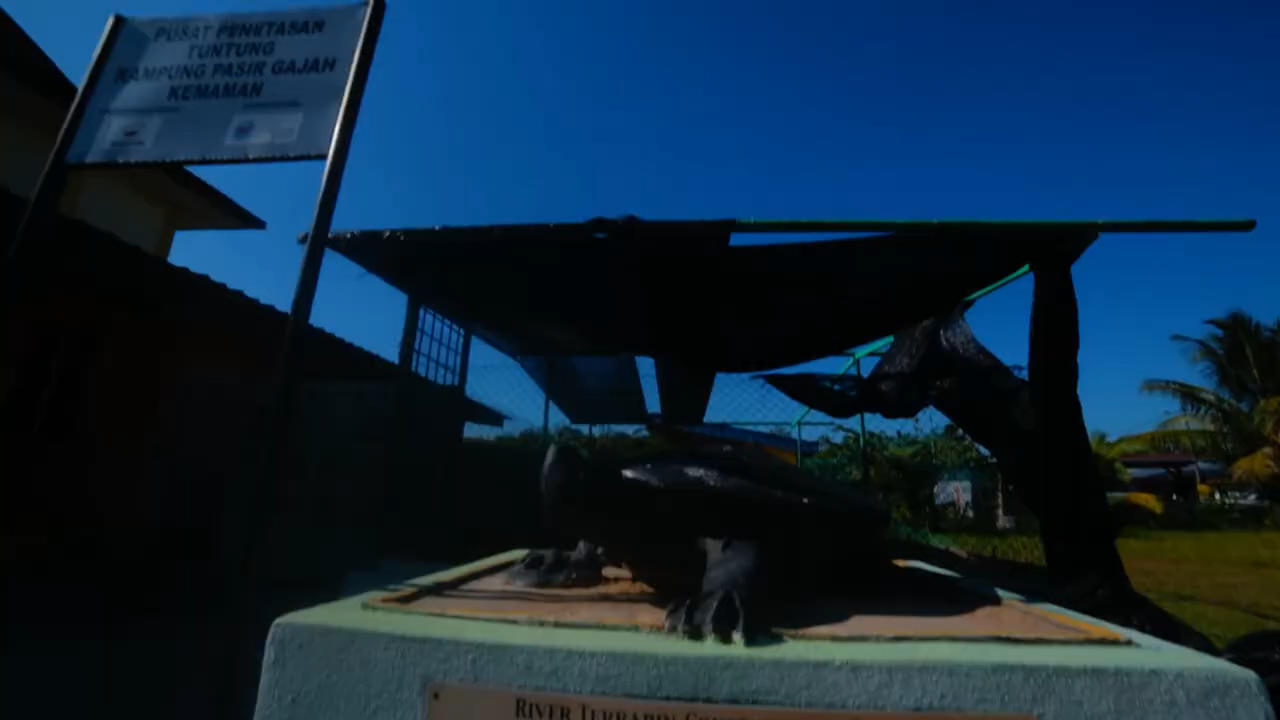 PUSAT PENETASAN
TUNTUNG
KAMPUNG PASIR GAJAH
KEMAMAN
RIVER TERRAPIN